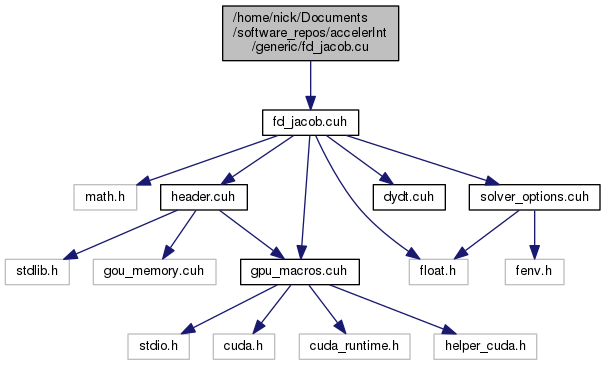 /home/nick/Documents
/software_repos/accelerInt
/generic/fd_jacob.cu
fd_jacob.cuh
math.h
header.cuh
dydt.cuh
solver_options.cuh
stdlib.h
gou_memory.cuh
gpu_macros.cuh
float.h
fenv.h
stdio.h
cuda.h
cuda_runtime.h
helper_cuda.h